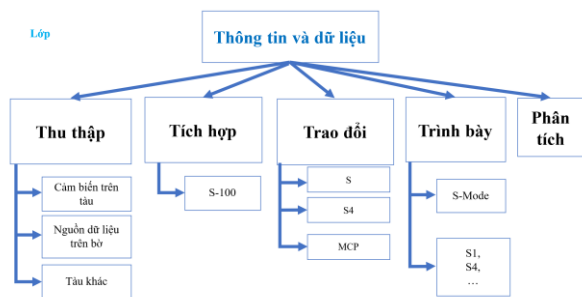 Lớp
Thông tin và dữ liệu
Thu thập
Tích hợp
Trao đổi
Trình bày
Phân
tích
Cảm biến trên
tàu
Nguồn dữ liệu
trên bờ
Tàu khác
S-100
S
S4
MCP
S-Mode
S1,
S4,
…